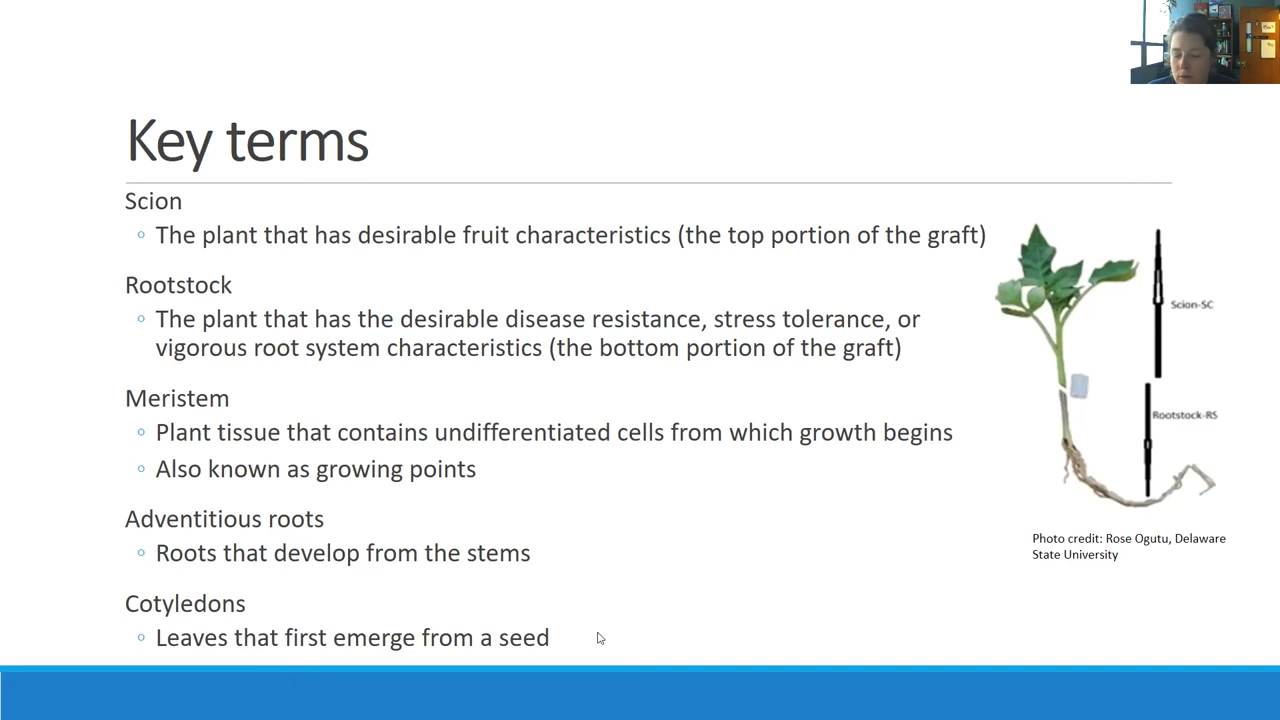 Key terms
Scion
◦ The plant that has desirable fruit characteristics (the top portion of the graft)
Rootstock
◦ The plant that has the desirable disease resistance, stress tolerance, or
vigorous root system characteristics (the bottom portion of the graft)
Meristem
◦ Plant tissue that contains undifferentiated cells from which growth begins
◦ Also known as growing points
Adventitious roots
◦ Roots that develop from the stems
Cotyledons
◦ Leaves that first emerge from a seed
Scion-SC
Rootstock-RS
Photo credit: Rose Ogutu, Delaware
State University